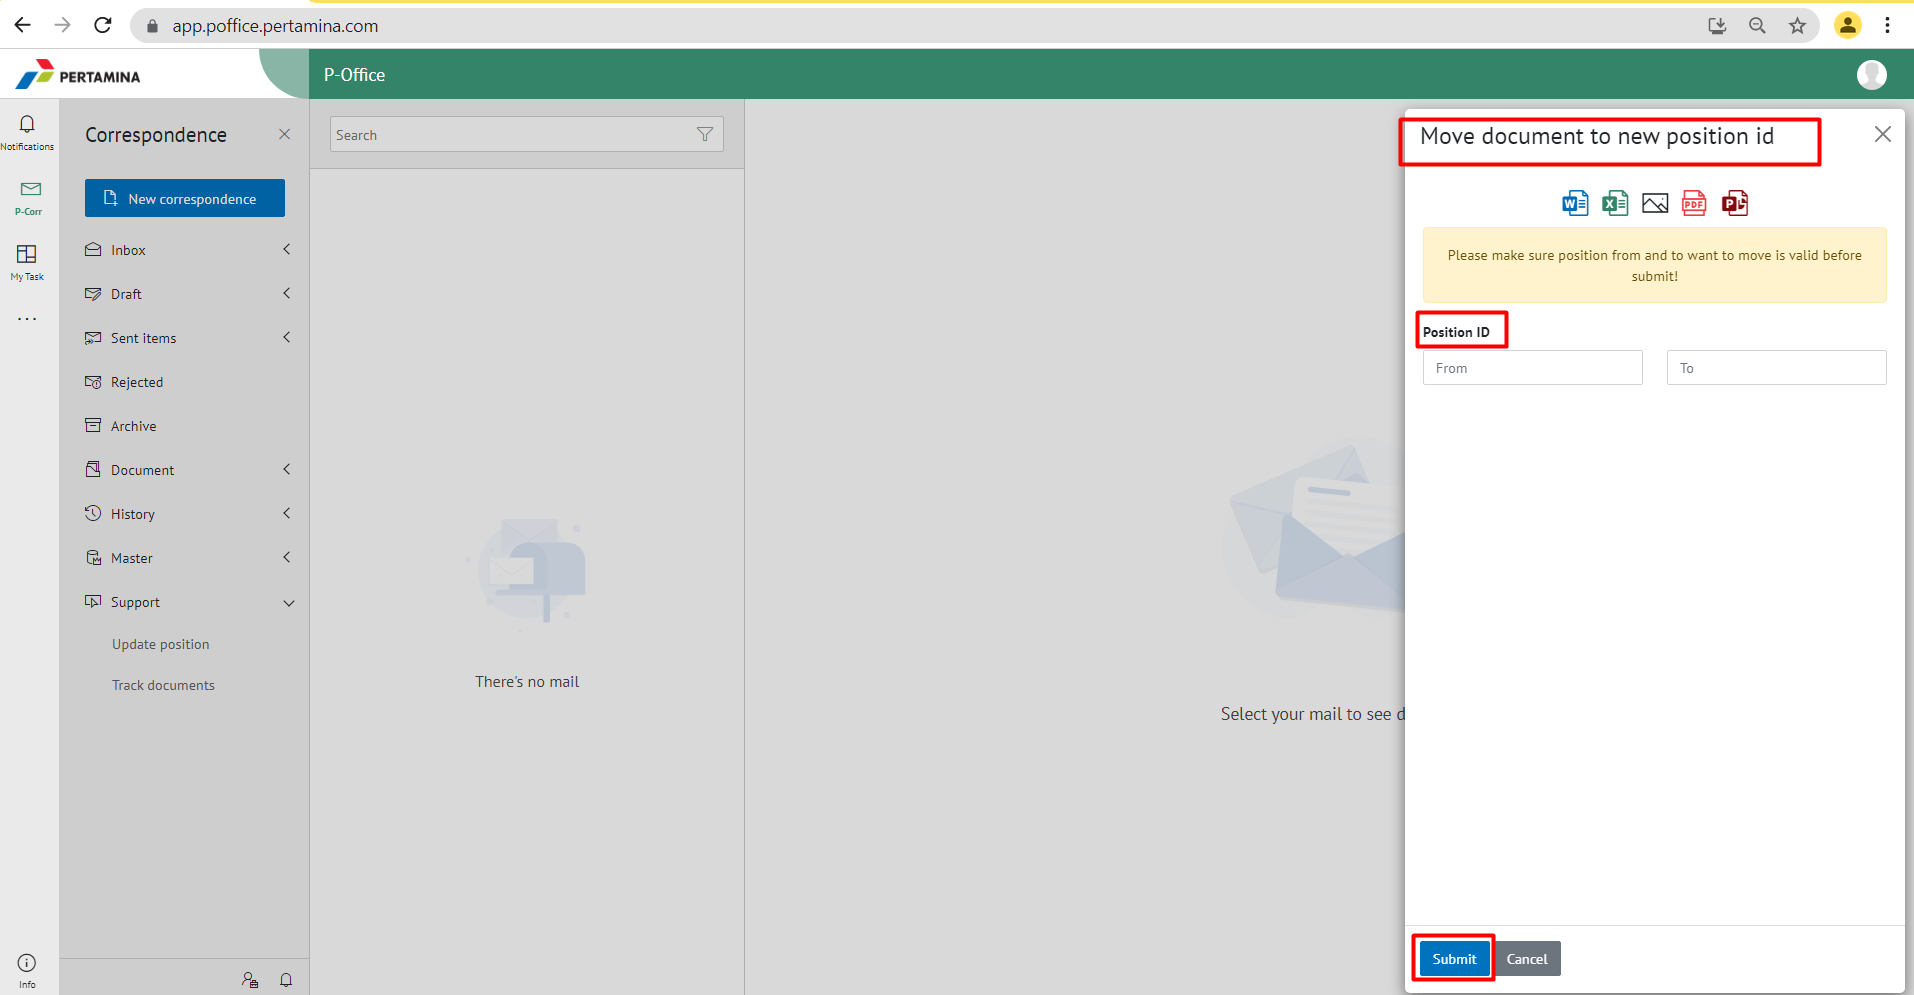 app.poffice.pertamina.com
PERTAMINA
P-Office
Notifications
P-Corr
My Task
Info
Correspondence
New correspondence
Inbox
Draft
Sent items
Rejected
Archive
Document
History
Master
Support
Update position
Track documents
Search
There's no mail
Select your mail to see d
Move document to new position id
Please make sure position from and to want to move is valid before
submit!
Position ID
From
To
Submit
Cancel